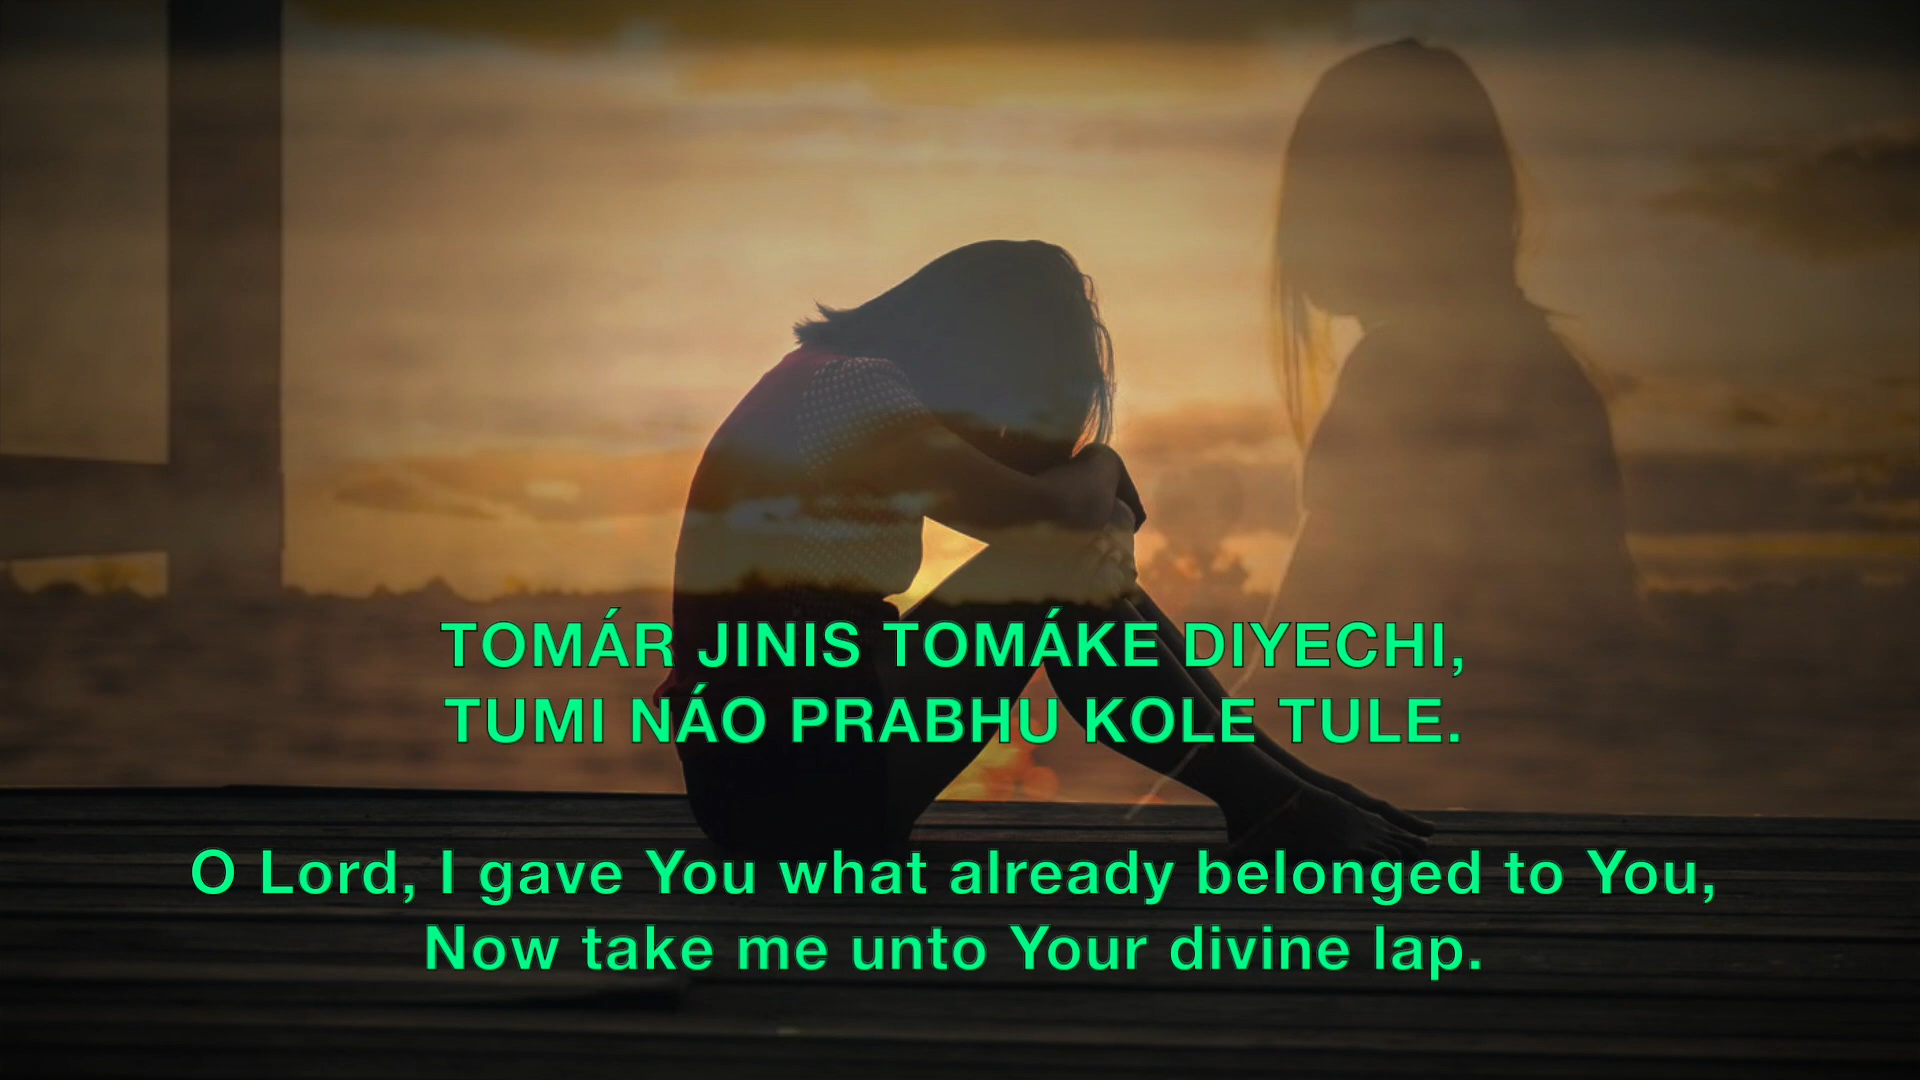 TOMÁR JINIS TOMÁKE DIYECHI,
TUMI NÁO PRABHU KOLE TULE.
O Lord, I gave You what already belonged to You,
Now take me unto Your divine lap.